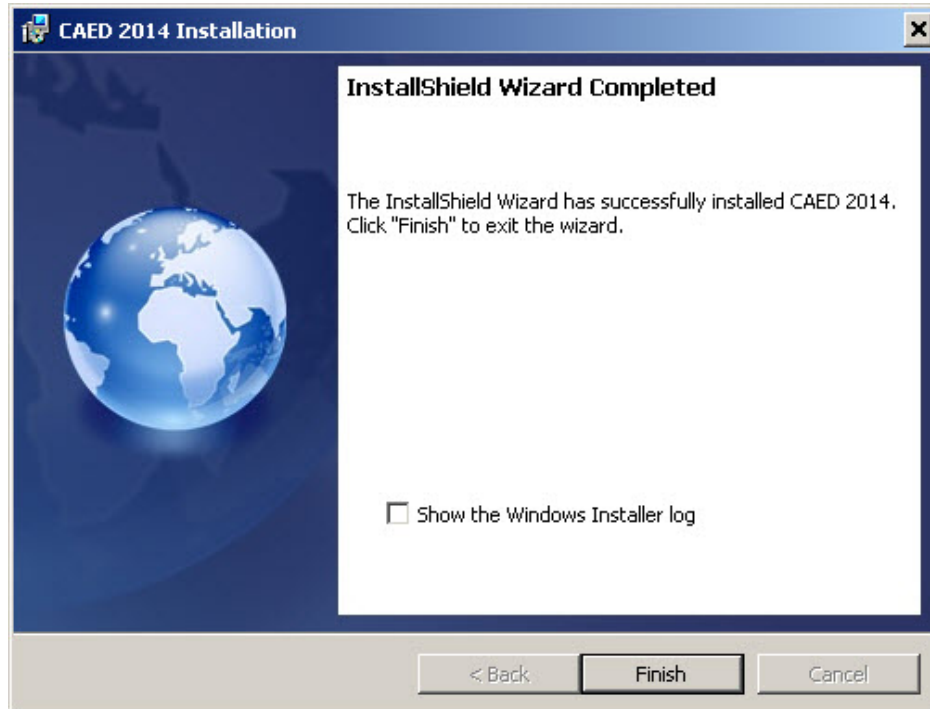 CAED 2014 Installation
InstallShield Wizard Completed
The InstallShield Wizard has successfully installed CAED 2014.
Click "Finish" to exit the wizard.
Show the Windows Installer log
< Back
Finish
Cancel